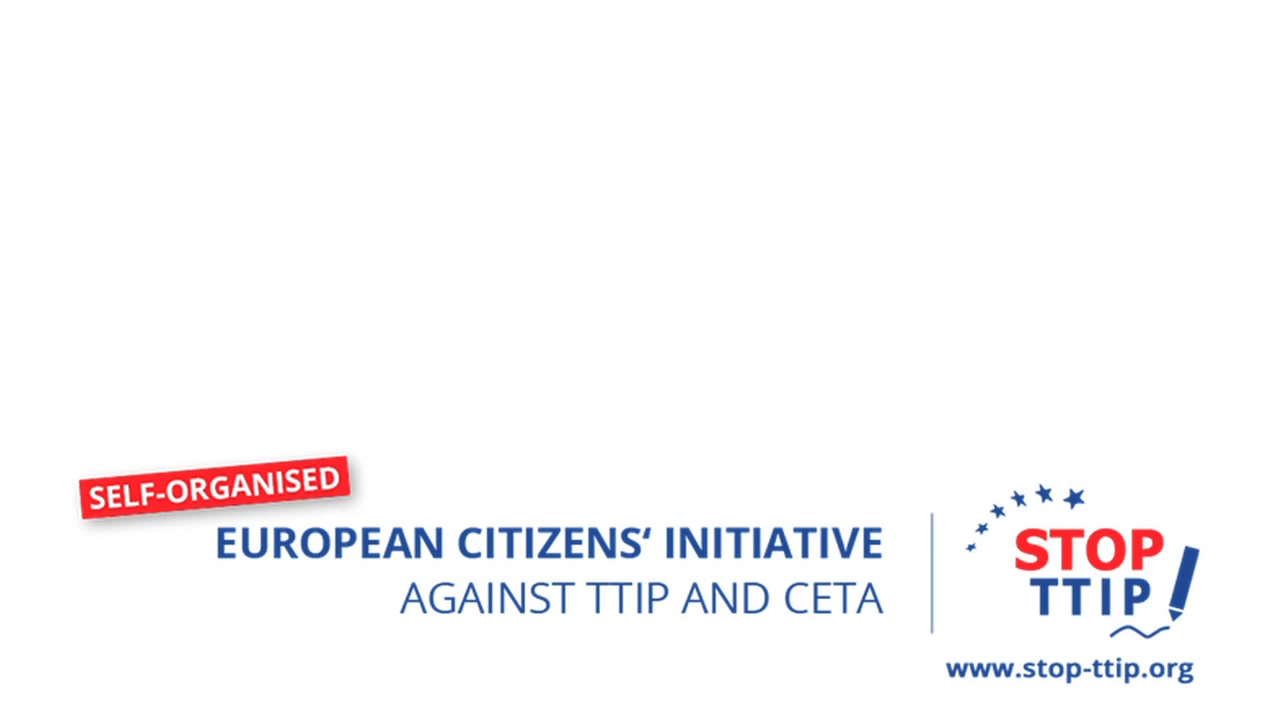 SELF-ORGANISED
EUROPEAN CITIZENS‘ INITIATIVE
AGAINST TTIP AND CETA
STOP
TTIP
www.stop-ttip.org